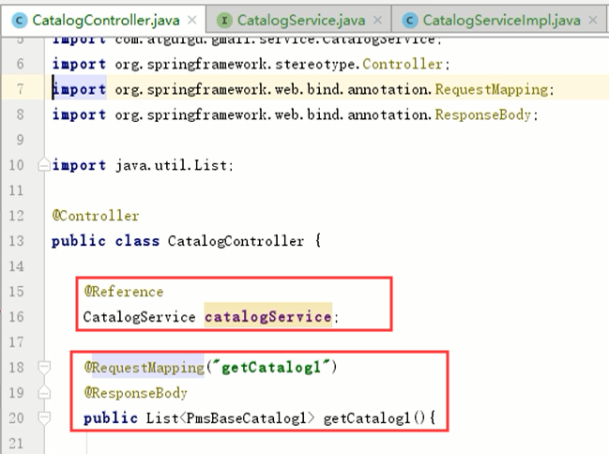 CatalogController.java × CatalogService.java × CatalogServiceImpl.java ×
5 import com.atguigu.gmall.service.CatalogService;
6 import org.springframework.stereotype.Controller;
7 import org.springframework.web.bind.annotation.RequestMapping;
8 import org.springframework.web.bind.annotation.ResponseBody;
9
10 import java.util.List;
11
12 @Controller
13 public class CatalogController {
14
15 @Reference
16 CatalogService catalogService;
17
18 @RequestMapping("getCatalog1")
19 @ResponseBody
20 public List<PmsBaseCatalog1> getCatalog1(){
21